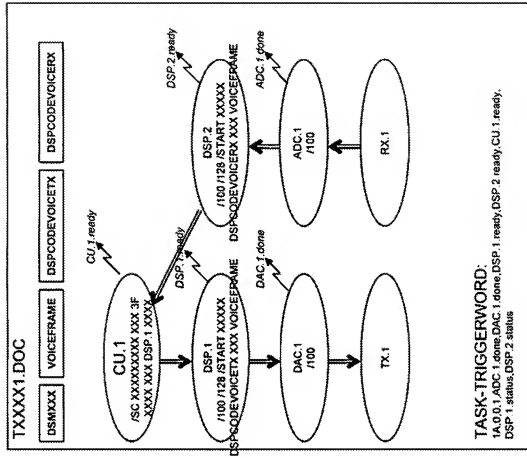 TXXXX1.DOC
DSMXXX VOICEFRAME DSPCODEVOICETX DSPCODEVOICERX
CU.1.ready
CU.1
/SC XXXXXXXXX XXX 3F
XXXX XXX DSP.1 XXXX
DSP.1.ready
DSP.1
/100 /128 /START XXXXX
DSPCODEVOICETX XXX VOICEFRAME
DAC.1.done
DAC.1
/100
TX.1
DSP.2.ready
DSP.2
/100 /128 /START XXXXX
DSPCODEVOICERX XXX VOICEFRAME
ADC.1.done
ADC.1
/100
RX.1
TASK-TRIGGERWORD:
1A,0,0.1,ADC.1.done,DAC.1.done,DSP.1.ready,DSP.2 ready,CU.1.ready,
DSP.1.status,DSP.2 status